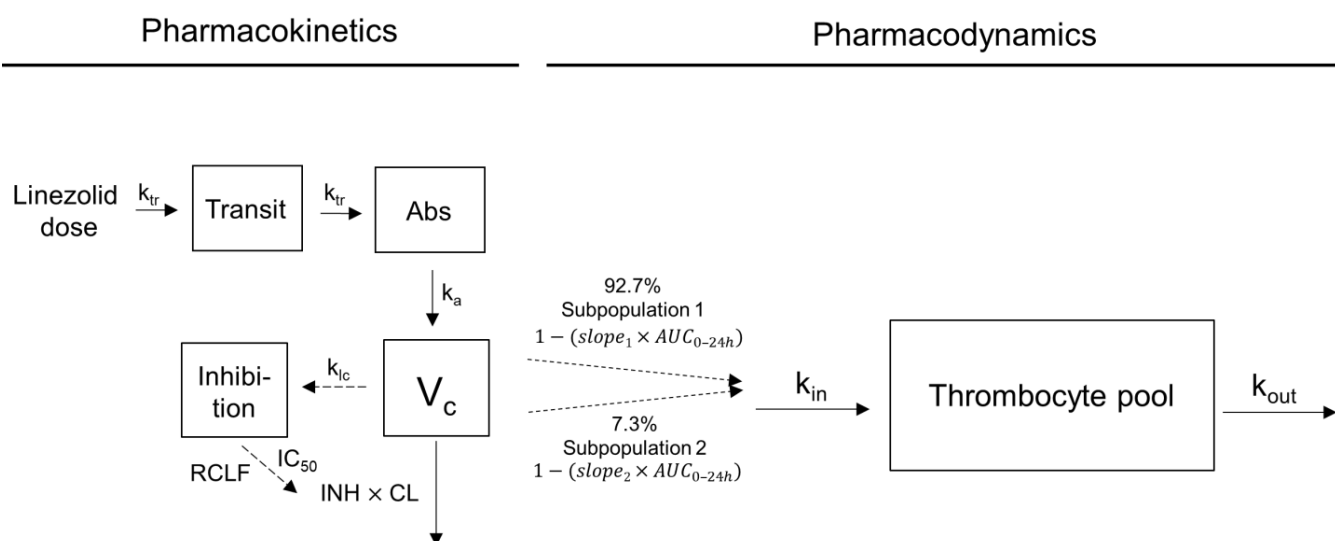 Pharmacokinetics
Pharmacodynamics
Linezolid
dose
k_tr
Transit
k_tr
Abs
k_a
92.7%
Subpopulation 1
1 − (slope₁ × AUC₀₋₂₄ₕ)
Inhibi-
tion
k_lc
V_c
k_in
Thrombocyte pool
k_out
7.3%
Subpopulation 2
1 − (slope₂ × AUC₀₋₂₄ₕ)
RCLF
IC₅₀
INH × CL